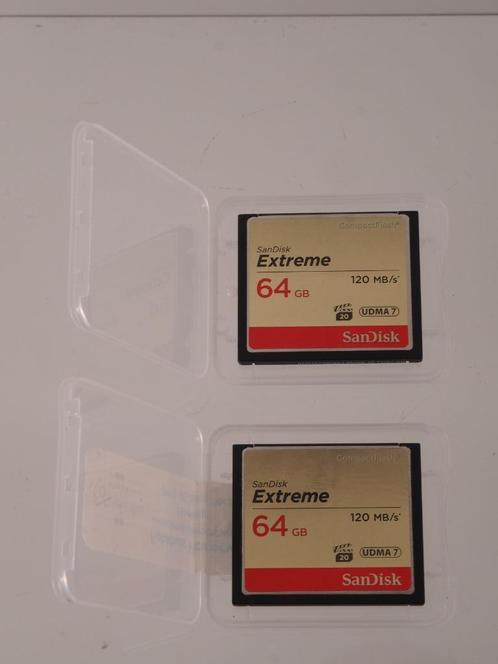 CompactFlash®
SanDisk
Extreme
120 MB/s*
64 GB
20
UDMA 7
SanDisk
CompactFlash®
SanDisk
Extreme
120 MB/s*
64 GB
20
UDMA 7
SanDisk